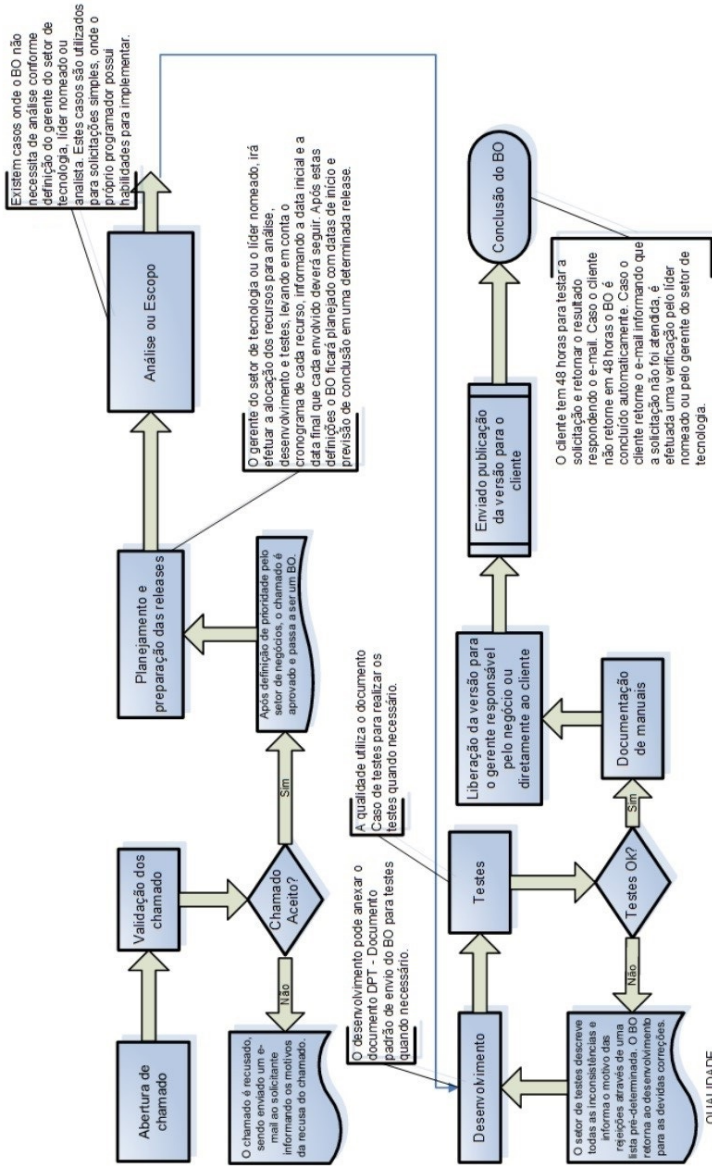 Abertura de
chamado
Validação dos
chamado
Chamado
Aceito?
Não
Sim
O chamado é recusado,
sendo enviado um e-
mail ao solicitante
informando os motivos
da recusa do chamado.
Após definição de prioridade pelo
setor de negócios, o chamado é
aprovado e passa a ser um BO.
Planejamento e
preparação das releases
O gerente do setor de tecnologia ou o líder nomeado, irá
efetuar a alocação dos recursos para análise,
desenvolvimento e testes, levando em conta o
cronograma de cada recurso, informando a data inicial e a
data final que cada envolvido deverá seguir. Após estas
definições o BO ficará planejado com datas de início e
previsão de conclusão em uma determinada release.
Análise ou Escopo
Existem casos onde o BO não
necessita de análise conforme
definição do gerente do setor de
tecnologia, líder nomeado ou
analista. Estes casos são utilizados
para solicitações simples, onde o
próprio programador possui
habilidades para implementar.
O desenvolvimento pode anexar o
documento DPT - Documento
padrão de envio do BO para testes
quando necessário.
A qualidade utiliza o documento
Caso de testes para realizar os
testes quando necessário.
Desenvolvimento
Testes
Testes Ok?
Não
Sim
O setor de testes descreve
todas as inconsistências e
informa o motivo das
rejeições através de uma
lista pré-determinada. O BO
retorna ao desenvolvimento
para as devidas correções.
Documentação
de manuais
Liberação da versão para
o gerente responsável
pelo negócio ou
diretamente ao cliente
Enviado publicação
da versão para o
cliente
Conclusão do BO
O cliente tem 48 horas para testar a
solicitação e retornar o resultado
respondendo o e-mail. Caso o cliente
não retorne em 48 horas o BO é
concluído automaticamente. Caso o
cliente retorne o e-mail informando que
a solicitação não foi atendida, é
efetuada uma verificação pelo líder
nomeado ou pelo gerente do setor de
tecnologia.
QUALIDADE